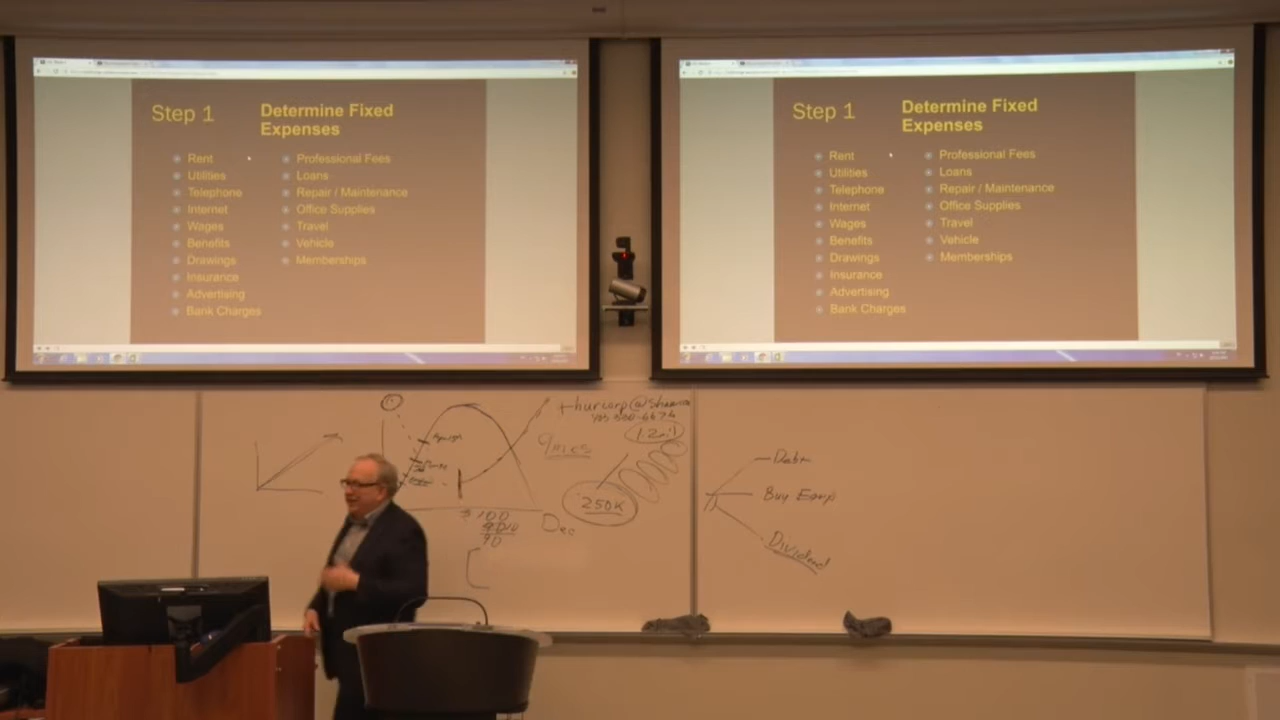 Step 1
Determine Fixed
Expenses
Rent
Utilities
Telephone
Internet
Wages
Benefits
Drawings
Insurance
Advertising
Bank Charges
Professional Fees
Loans
Repair / Maintenance
Office Supplies
Travel
Vehicle
Memberships
Step 1
Determine Fixed
Expenses
Rent
Utilities
Telephone
Internet
Wages
Benefits
Drawings
Insurance
Advertising
Bank Charges
Professional Fees
Loans
Repair / Maintenance
Office Supplies
Travel
Vehicle
Memberships
1.2mil
250K
$ 100
90
Dec
Debt
Buy
Dividend